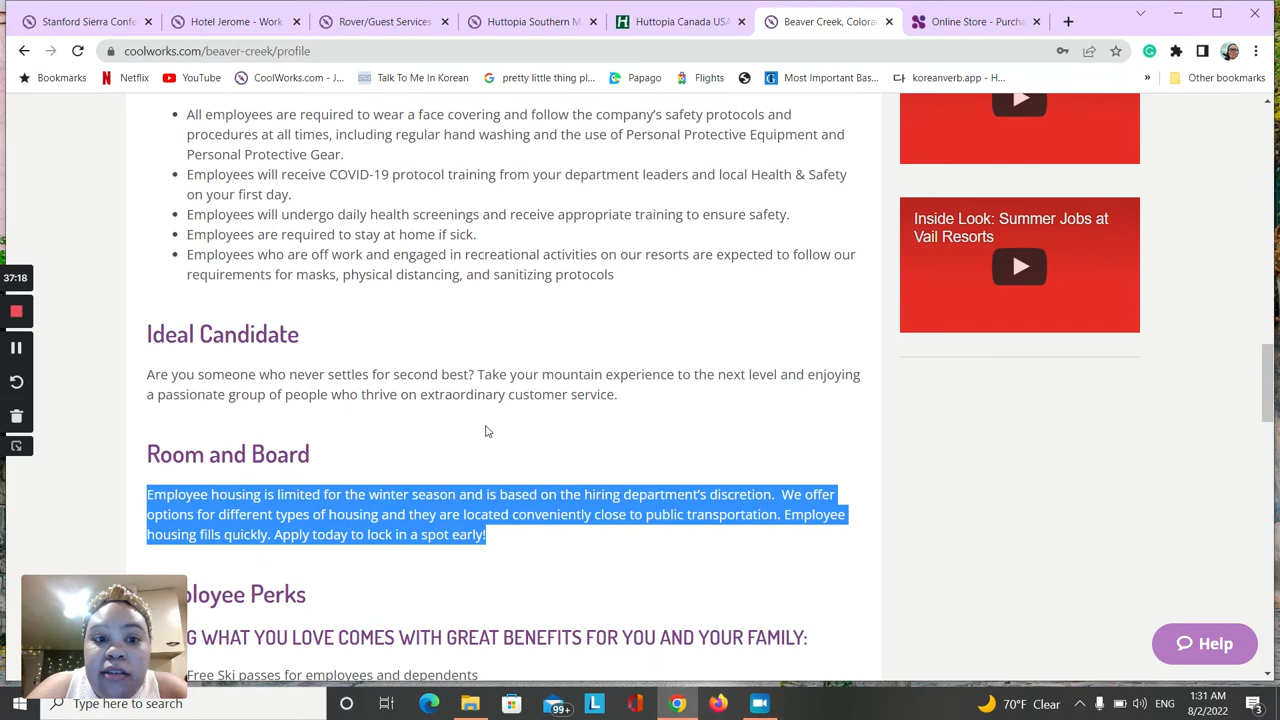 Stanford Sierra Confe
Hotel Jerome - Work
Rover/Guest Services
Huttopia Southern M
Huttopia Canada USA
Beaver Creek, Colora
Online Store - Purcha
coolworks.com/beaver-creek/profile
Bookmarks
Netflix
YouTube
CoolWorks.com - J...
Talk To Me In Korean
pretty little thing pl...
Papago
Flights
Most Important Bas...
koreanverb.app - H...
»
Other bookmarks
All employees are required to wear a face covering and follow the company's safety protocols and
procedures at all times, including regular hand washing and the use of Personal Protective Equipment and
Personal Protective Gear.
Employees will receive COVID-19 protocol training from your department leaders and local Health & Safety
on your first day.
Employees will undergo daily health screenings and receive appropriate training to ensure safety.
Employees are required to stay at home if sick.
Employees who are off work and engaged in recreational activities on our resorts are expected to follow our
requirements for masks, physical distancing, and sanitizing protocols
Inside Look: Summer Jobs at
Vail Resorts
37:18
Ideal Candidate
Are you someone who never settles for second best? Take your mountain experience to the next level and enjoying
a passionate group of people who thrive on extraordinary customer service.
Room and Board
Employee housing is limited for the winter season and is based on the hiring department's discretion. We offer
options for different types of housing and they are located conveniently close to public transportation. Employee
housing fills quickly. Apply today to lock in a spot early!
ployee Perks
G WHAT YOU LOVE COMES WITH GREAT BENEFITS FOR YOU AND YOUR FAMILY:
Free Ski passes for employees and dependents
Help
Type here to search
99+
70°F Clear
ENG
1:31 AM
8/2/2022
3